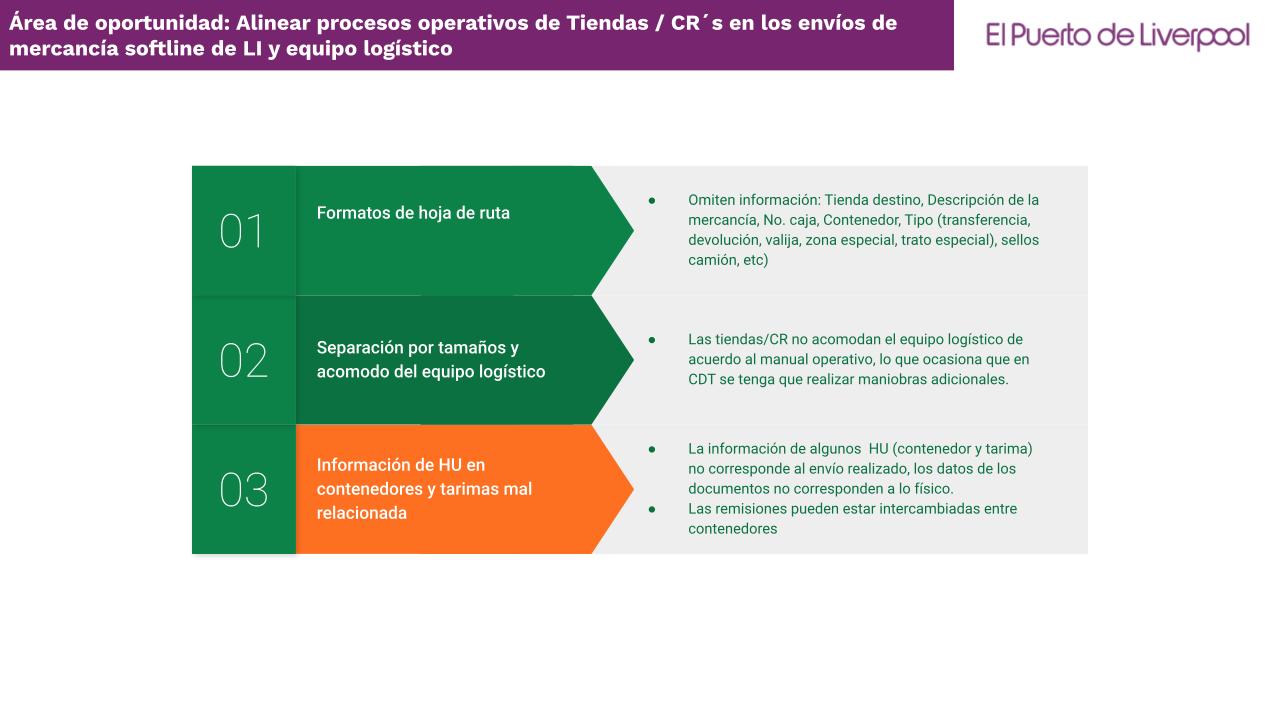 Área de oportunidad: Alinear procesos operativos de Tiendas / CR´s en los envíos de
mercancía softline de LI y equipo logístico
El Puerto de Liverpool
01
Formatos de hoja de ruta
● Omiten información: Tienda destino, Descripción de la
mercancía, No. caja, Contenedor, Tipo (transferencia,
devolución, valija, zona especial, trato especial), sellos
camión, etc)
02
Separación por tamaños y
acomodo del equipo logístico
● Las tiendas/CR no acomodan el equipo logístico de
acuerdo al manual operativo, lo que ocasiona que en
CDT se tenga que realizar maniobras adicionales.
03
Información de HU en
contenedores y tarimas mal
relacionada
● La información de algunos  HU (contenedor y tarima)
no corresponde al envío realizado, los datos de los
documentos no corresponden a lo físico.
● Las remisiones pueden estar intercambiadas entre
contenedores